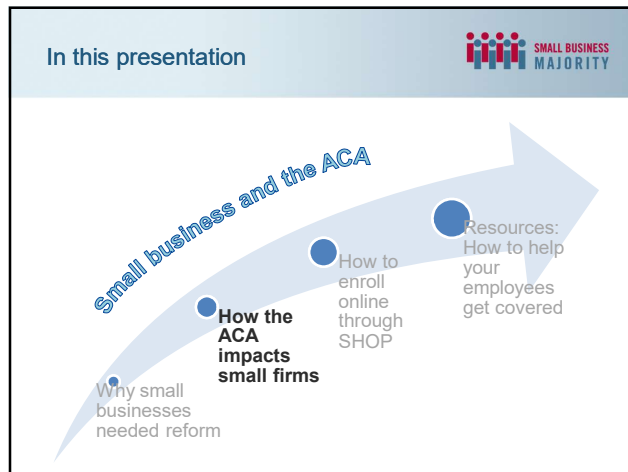 In this presentation
SMALL BUSINESS
MAJORITY
Small business and the ACA
Why small
businesses
needed reform
How the
ACA
impacts
small firms
How to
enroll
online
through
SHOP
Resources:
How to help
your
employees
get covered